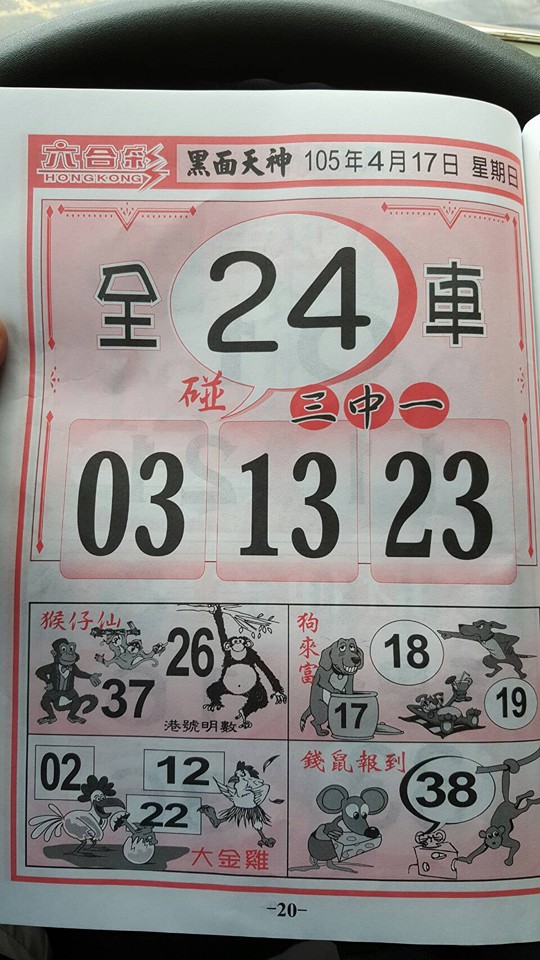 六合彩
HONGKONG
黑面天神 105年4月17日 星期日
全 24 車
碰 三中一
03 13 23
猴仔仙
26
37
港號明數
狗來富
18
17
19
02 12
22
大金雞
錢鼠報到
38
-20-